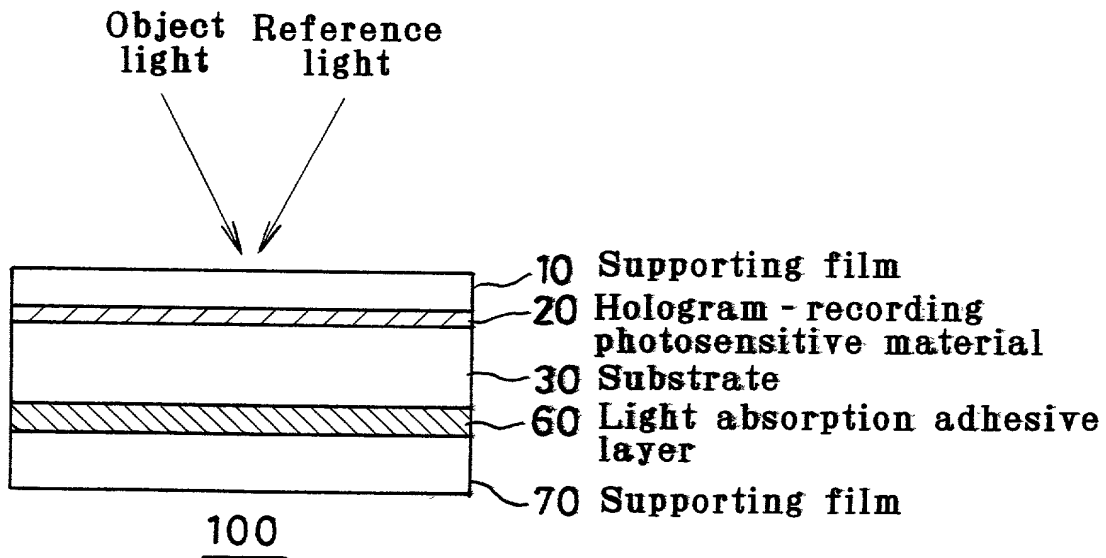 Object Reference
light light
10 Supporting film
20 Hologram - recording
photosensitive material
30 Substrate
60 Light absorption adhesive
layer
70 Supporting film
100